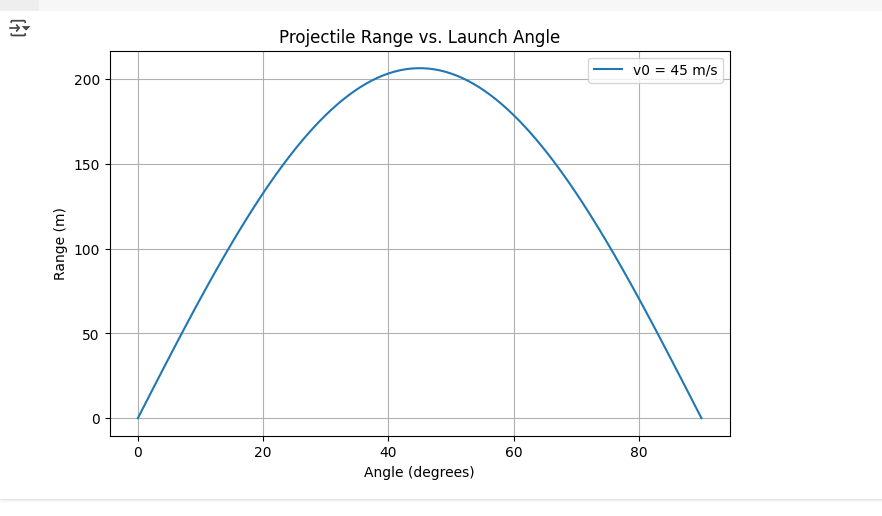 Projectile Range vs. Launch Angle
v0 = 45 m/s
200
150
100
50
0
Range (m)
0 20 40 60 80
Angle (degrees)